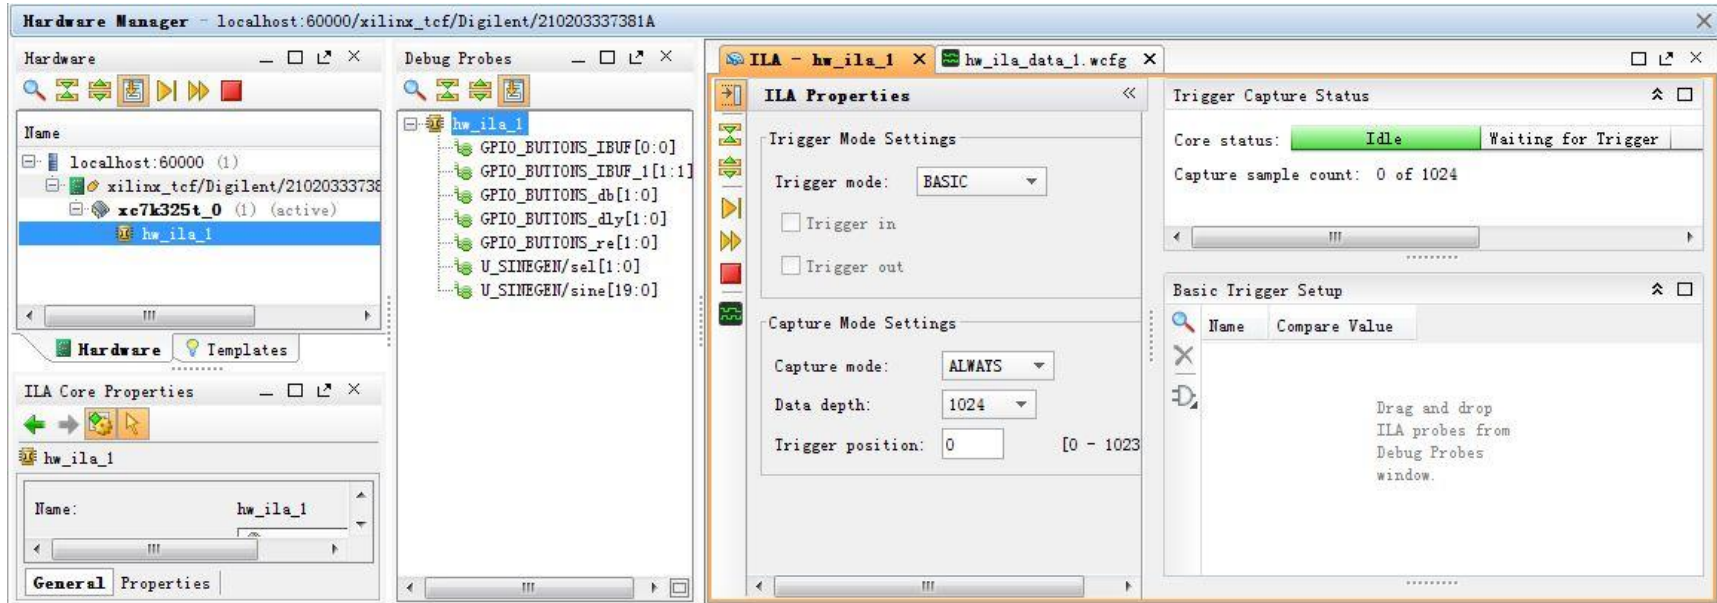 Hardware Manager - localhost:60000/xilinx_tcf/Digilent/210203337381A
Hardware
Name
localhost:60000 (1)
xilinx_tcf/Digilent/2102033373
xc7k325t_0 (1) (active)
hw_ila_1
Hardware
Templates
ILA Core Properties
hw_ila_1
Name: hw_ila_1
General
Properties
Debug Probes
hw_ila_1
GPIO_BUTTONS_IBUF[0:0]
GPIO_BUTTONS_IBUF_1[1:1]
GPIO_BUTTONS_db[1:0]
GPIO_BUTTONS_dly[1:0]
GPIO_BUTTONS_re[1:0]
U_SINEGEN/sel[1:0]
U_SINEGEN/sine[19:0]
ILA - hw_ila_1
hw_ila_data_1.wcfg
ILA Properties
Trigger Mode Settings
Trigger mode: BASIC
Trigger in
Trigger out
Capture Mode Settings
Capture mode: ALWAYS
Data depth: 1024
Trigger position: 0 [0 - 1023
Trigger Capture Status
Core status: Idle Waiting for Trigger
Capture sample count: 0 of 1024
Basic Trigger Setup
Name Compare Value
Drag and drop
ILA probes from
Debug Probes
window.